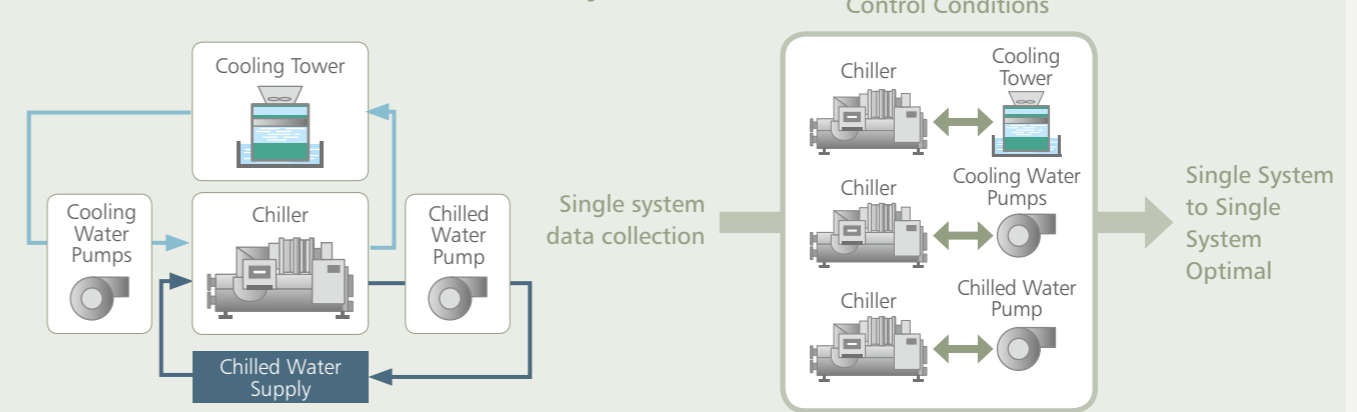 Control Conditions
Cooling Tower
Cooling
Water
Pumps
Chiller
Chilled
Water
Pump
Chilled Water
Supply
Single system
data collection
Chiller
Cooling
Tower
Chiller
Cooling Water
Pumps
Chiller
Chilled Water
Pump
Single System
to Single
System
Optimal